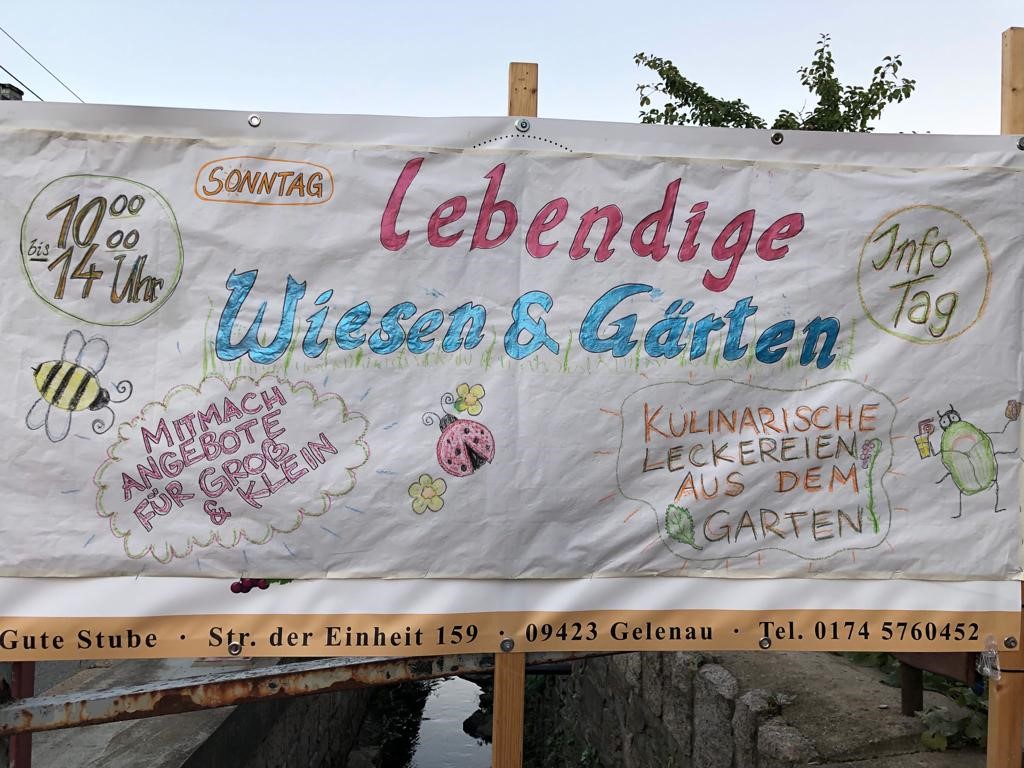 SONNTAG
10⁰⁰
bis 14⁰⁰ Uhr
Lebendige
Wiesen & Gärten
Info
Tag
MITMACH
ANGEBOTE
FÜR GROß
& KLEIN
KULINARISCHE
LECKEREIEN
AUS DEM
GARTEN
Gute Stube · Str. der Einheit 159 · 09423 Gelenau · Tel. 0174 5760452